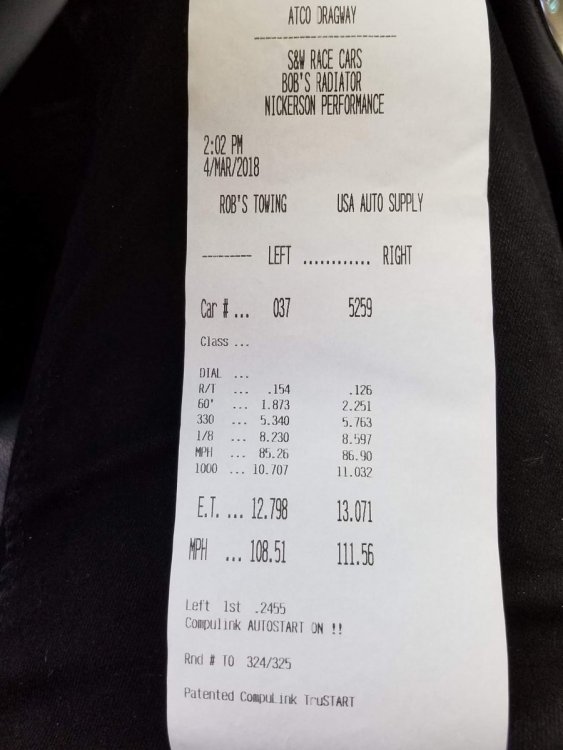 ATCO DRAGWAY
------------------------------
S&W RACE CARS
BOB'S RADIATOR
NICKERSON PERFORMANCE
2:02 PM
4/MAR/2018
ROB'S TOWING USA AUTO SUPPLY
---------- LEFT ............ RIGHT
Car # ... 037 5259
Class ...
DIAL ...
R/T ... .154 .126
60' ... 1.873 2.251
330 ... 5.340 5.763
1/8 ... 8.230 8.597
MPH ... 85.26 86.90
1000 ... 10.707 11.032
E.T. ... 12.798 13.071
MPH ... 108.51 111.56
Left 1st .2455
Compulink AUTOSTART ON !!
Rnd # TO 324/325
Patented CompuLink TruSTART